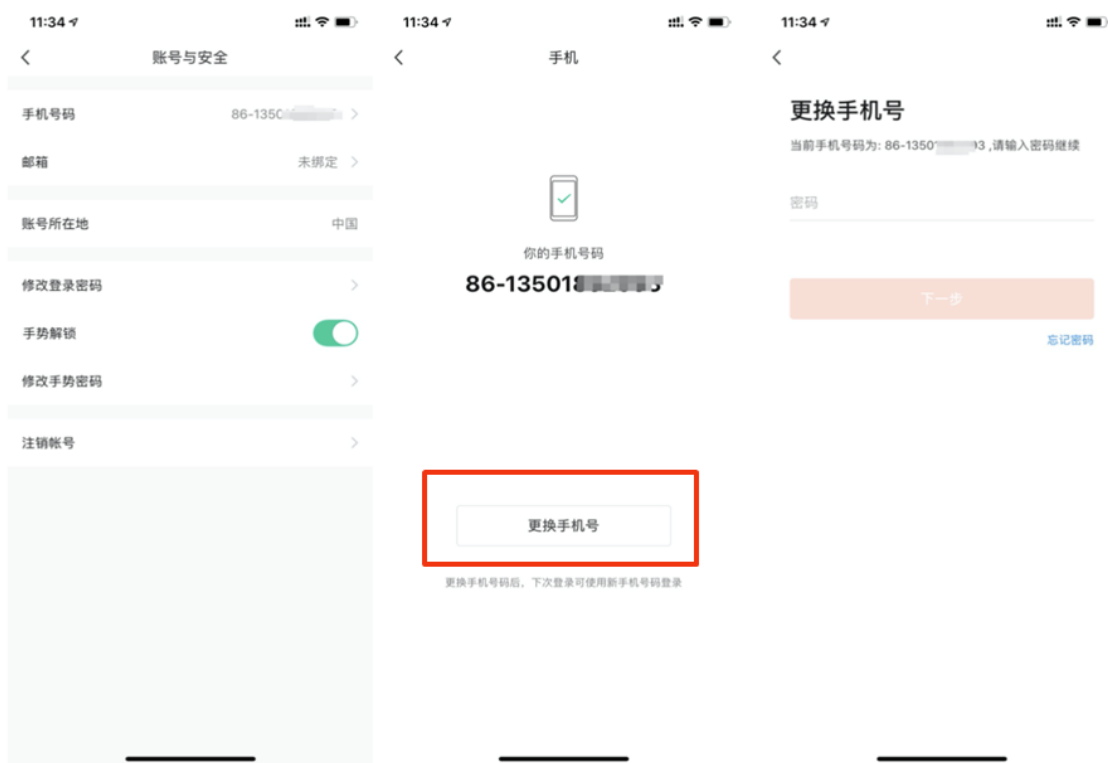 11:34
账号与安全
手机号码
86-1350
邮箱
未绑定
账号所在地
中国
修改登录密码
手势解锁
修改手势密码
注销帐号
11:34
手机
你的手机号码
86-13501
更换手机号
更换手机号码后，下次登录可使用新手机号码登录
11:34
更换手机号
当前手机号码为: 86-1350 93 ,请输入密码继续
密码
下一步
忘记密码